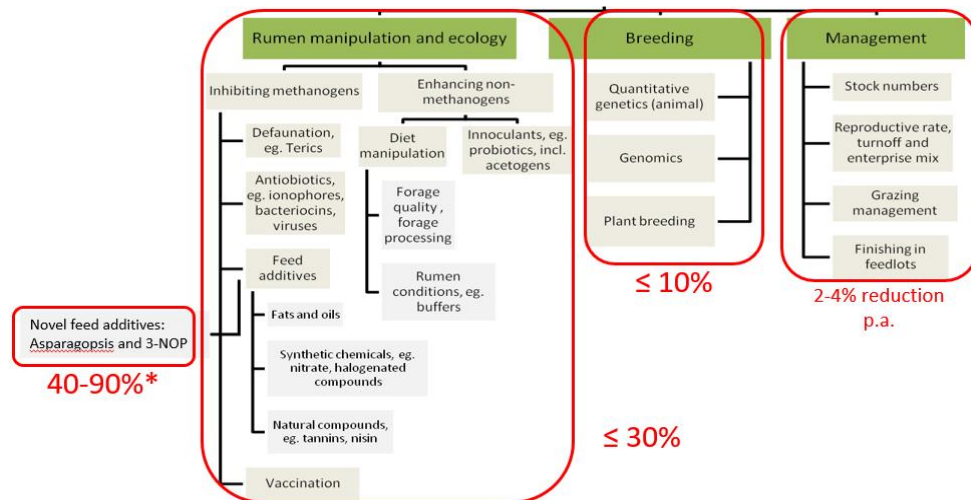 Rumen manipulation and ecology
Inhibiting methanogens
Defaunation,
eg. Terics
Antibiotics,
eg. ionophores,
bacteriocins,
viruses
Feed
additives
Fats and oils
Synthetic chemicals, eg.
nitrate, halogenated
compounds
Natural compounds,
eg. tannins, nisin
Vaccination
Novel feed additives:
Asparagopsis and 3-NOP
40-90%*
Enhancing non-
methanogens
Diet
manipulation
Forage
quality ,
forage
processing
Rumen
conditions, eg.
buffers
Innoculants, eg.
probiotics, incl.
acetogens
≤ 30%
Breeding
Quantitative
genetics (animal)
Genomics
Plant breeding
≤ 10%
Management
Stock numbers
Reproductive rate,
turnoff and
enterprise mix
Grazing
management
Finishing in
feedlots
2-4% reduction
p.a.